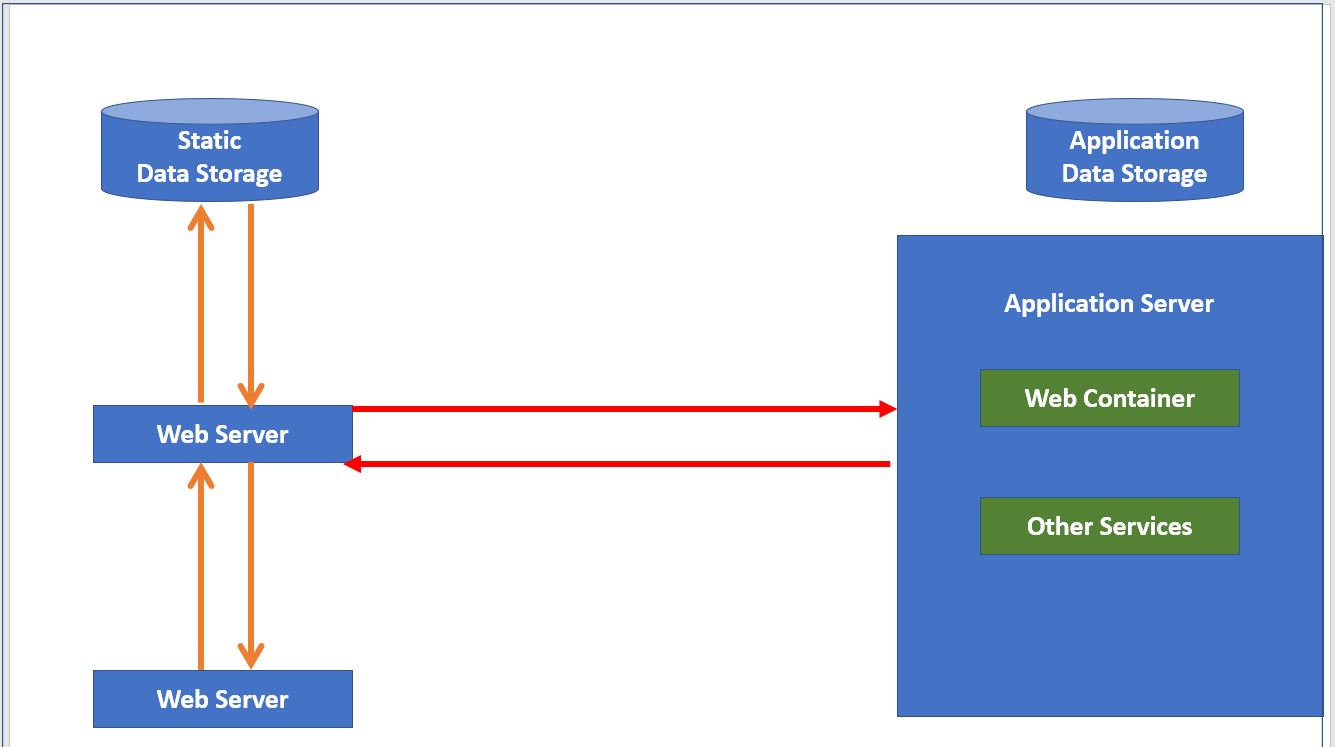 Static
Data Storage
Application
Data Storage
Application Server
Web Container
Web Server
Other Services
Web Server